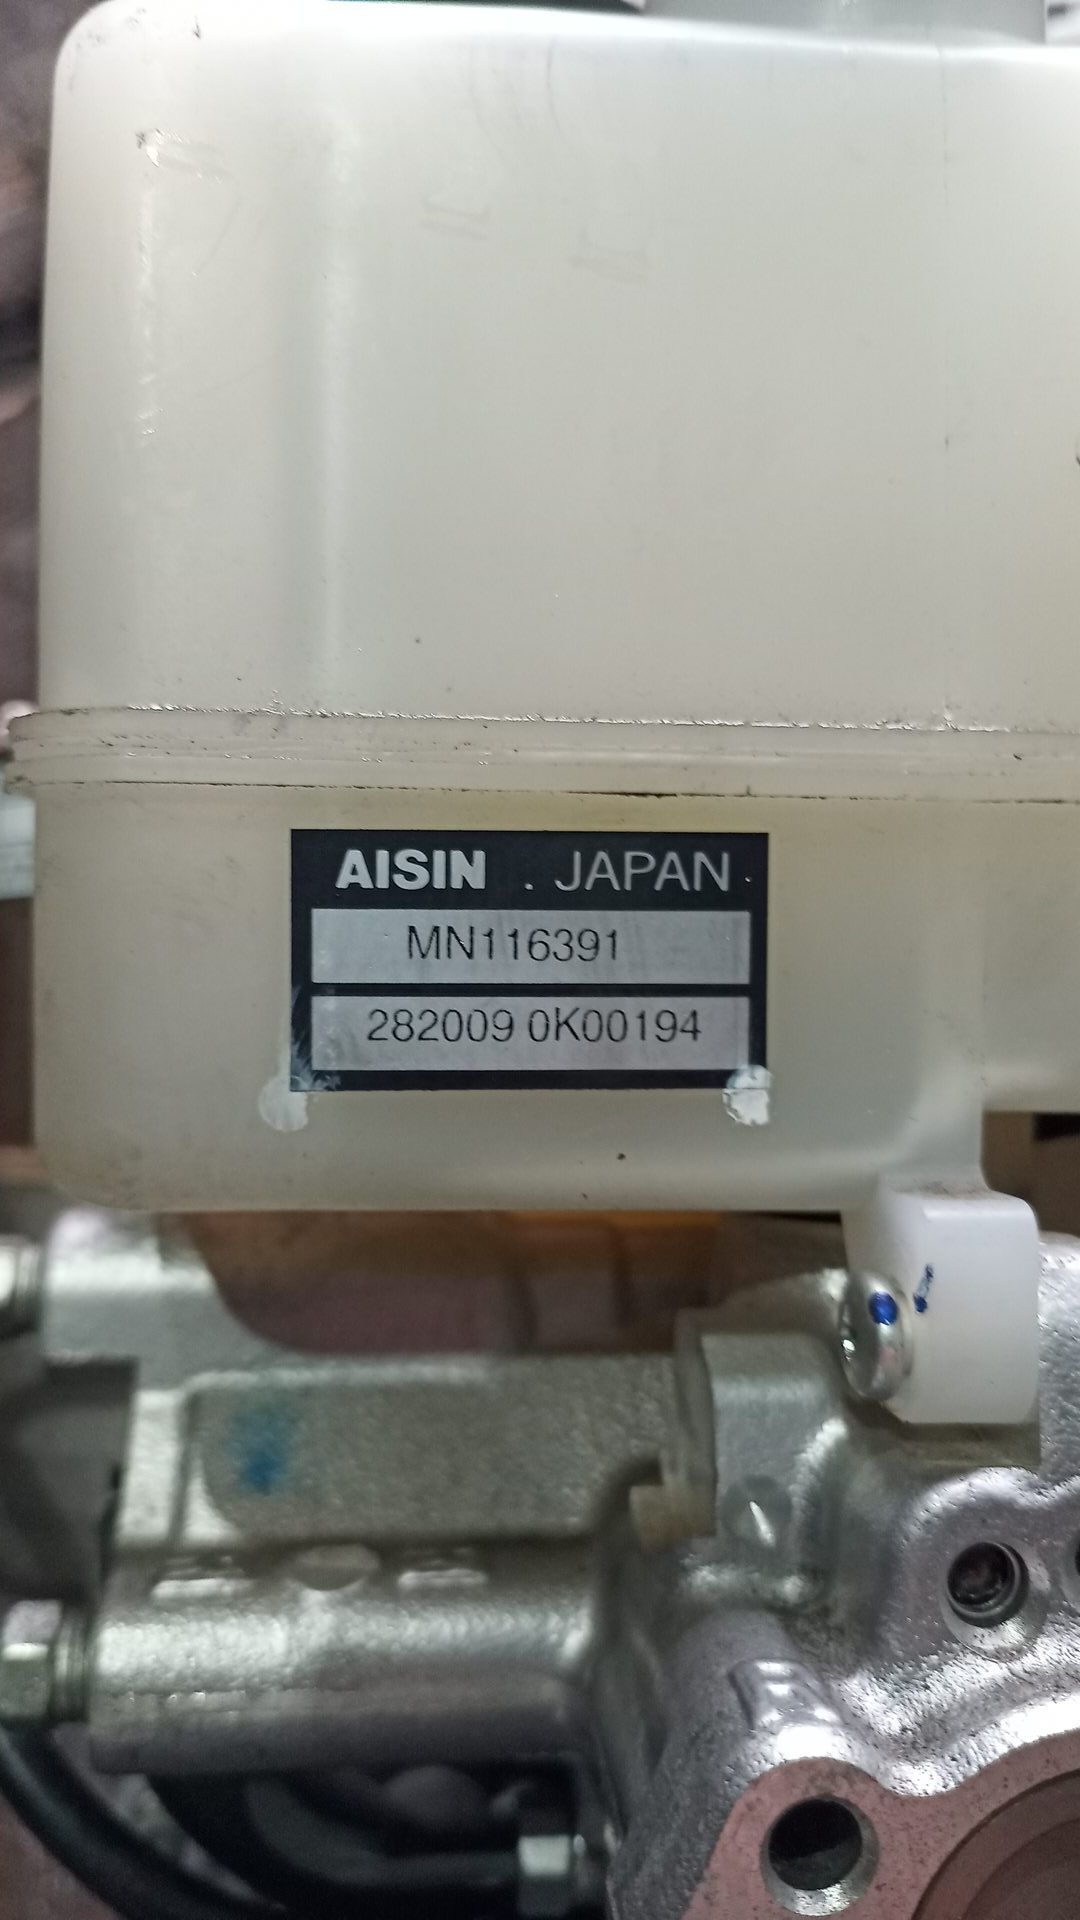 AISIN . JAPAN .
MN116391
282009 0K00194